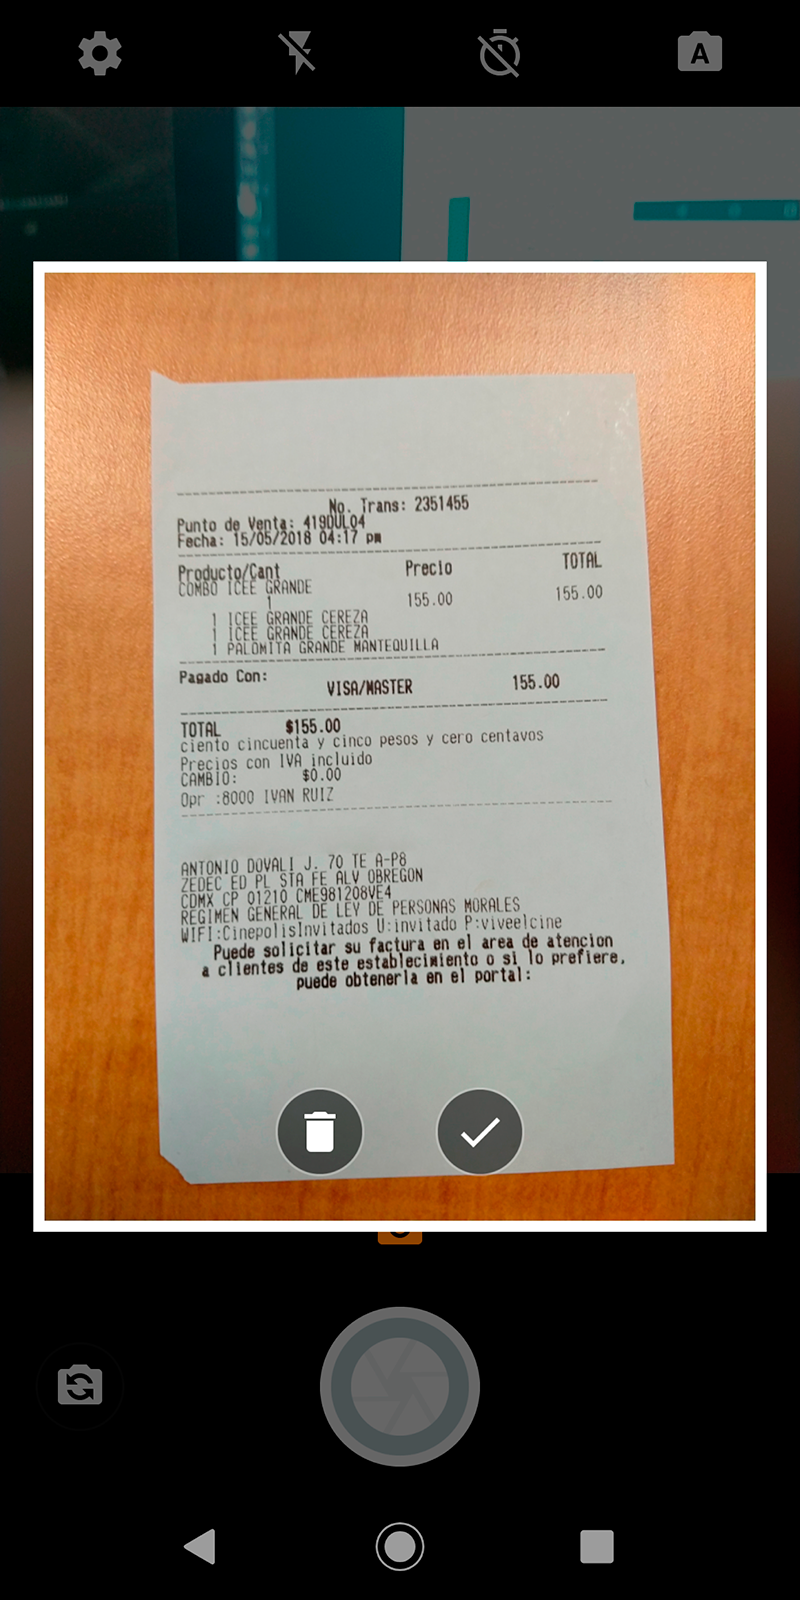 A
No. Trans: 2351455
Punto de Venta: 419DUL04
Fecha: 15/05/2018 04:17 pm
Producto/Cant Precio TOTAL
COMBO ICEE GRANDE
1 155.00 155.00
1 ICEE GRANDE CEREZA
1 ICEE GRANDE CEREZA
1 PALOMITA GRANDE MANTEQUILLA
Pagado Con:
VISA/MASTER 155.00
TOTAL $155.00
ciento cincuenta y cinco pesos y cero centavos
Precios con IVA incluido
CAMBIO: $0.00
Opr :8000 IVAN RUIZ
ANTONIO DOVALI J. 70 TE A-P8
ZEDEC ED PL STA FE ALV OBREGON
CDMX CP 01210 CME981208VE4
REGIMEN GENERAL DE LEY DE PERSONAS MORALES
WIFI:CinepolisInvitados U:invitado P:viveelcine
Puede solicitar su factura en el area de atencion
a clientes de este establecimiento o si lo prefiere,
puede obtenerla en el portal: